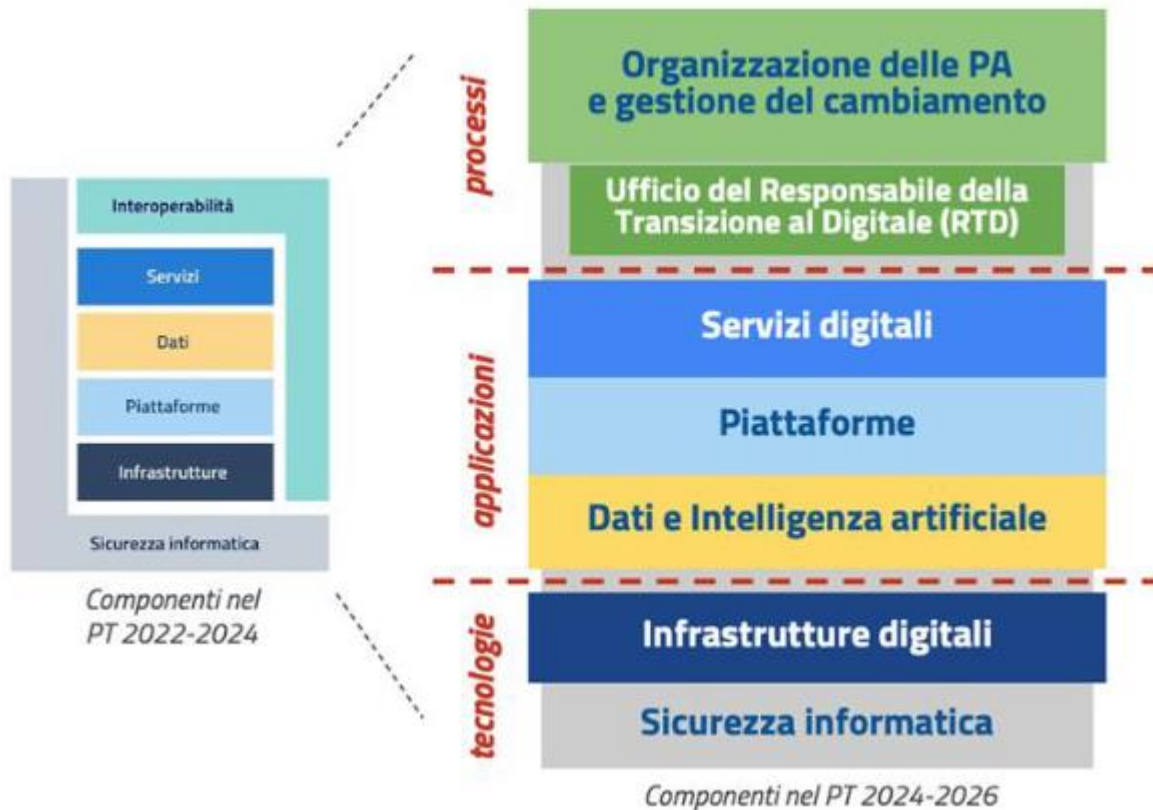 Interoperabilità
Servizi
Dati
Piattaforme
Infrastrutture
Sicurezza informatica
Componenti nel
PT 2022-2024
processi
Organizzazione delle PA
e gestione del cambiamento
Ufficio del Responsabile della
Transizione al Digitale (RTD)
applicazioni
Servizi digitali
Piattaforme
Dati e Intelligenza artificiale
tecnologie
Infrastrutture digitali
Sicurezza informatica
Componenti nel PT 2024-2026